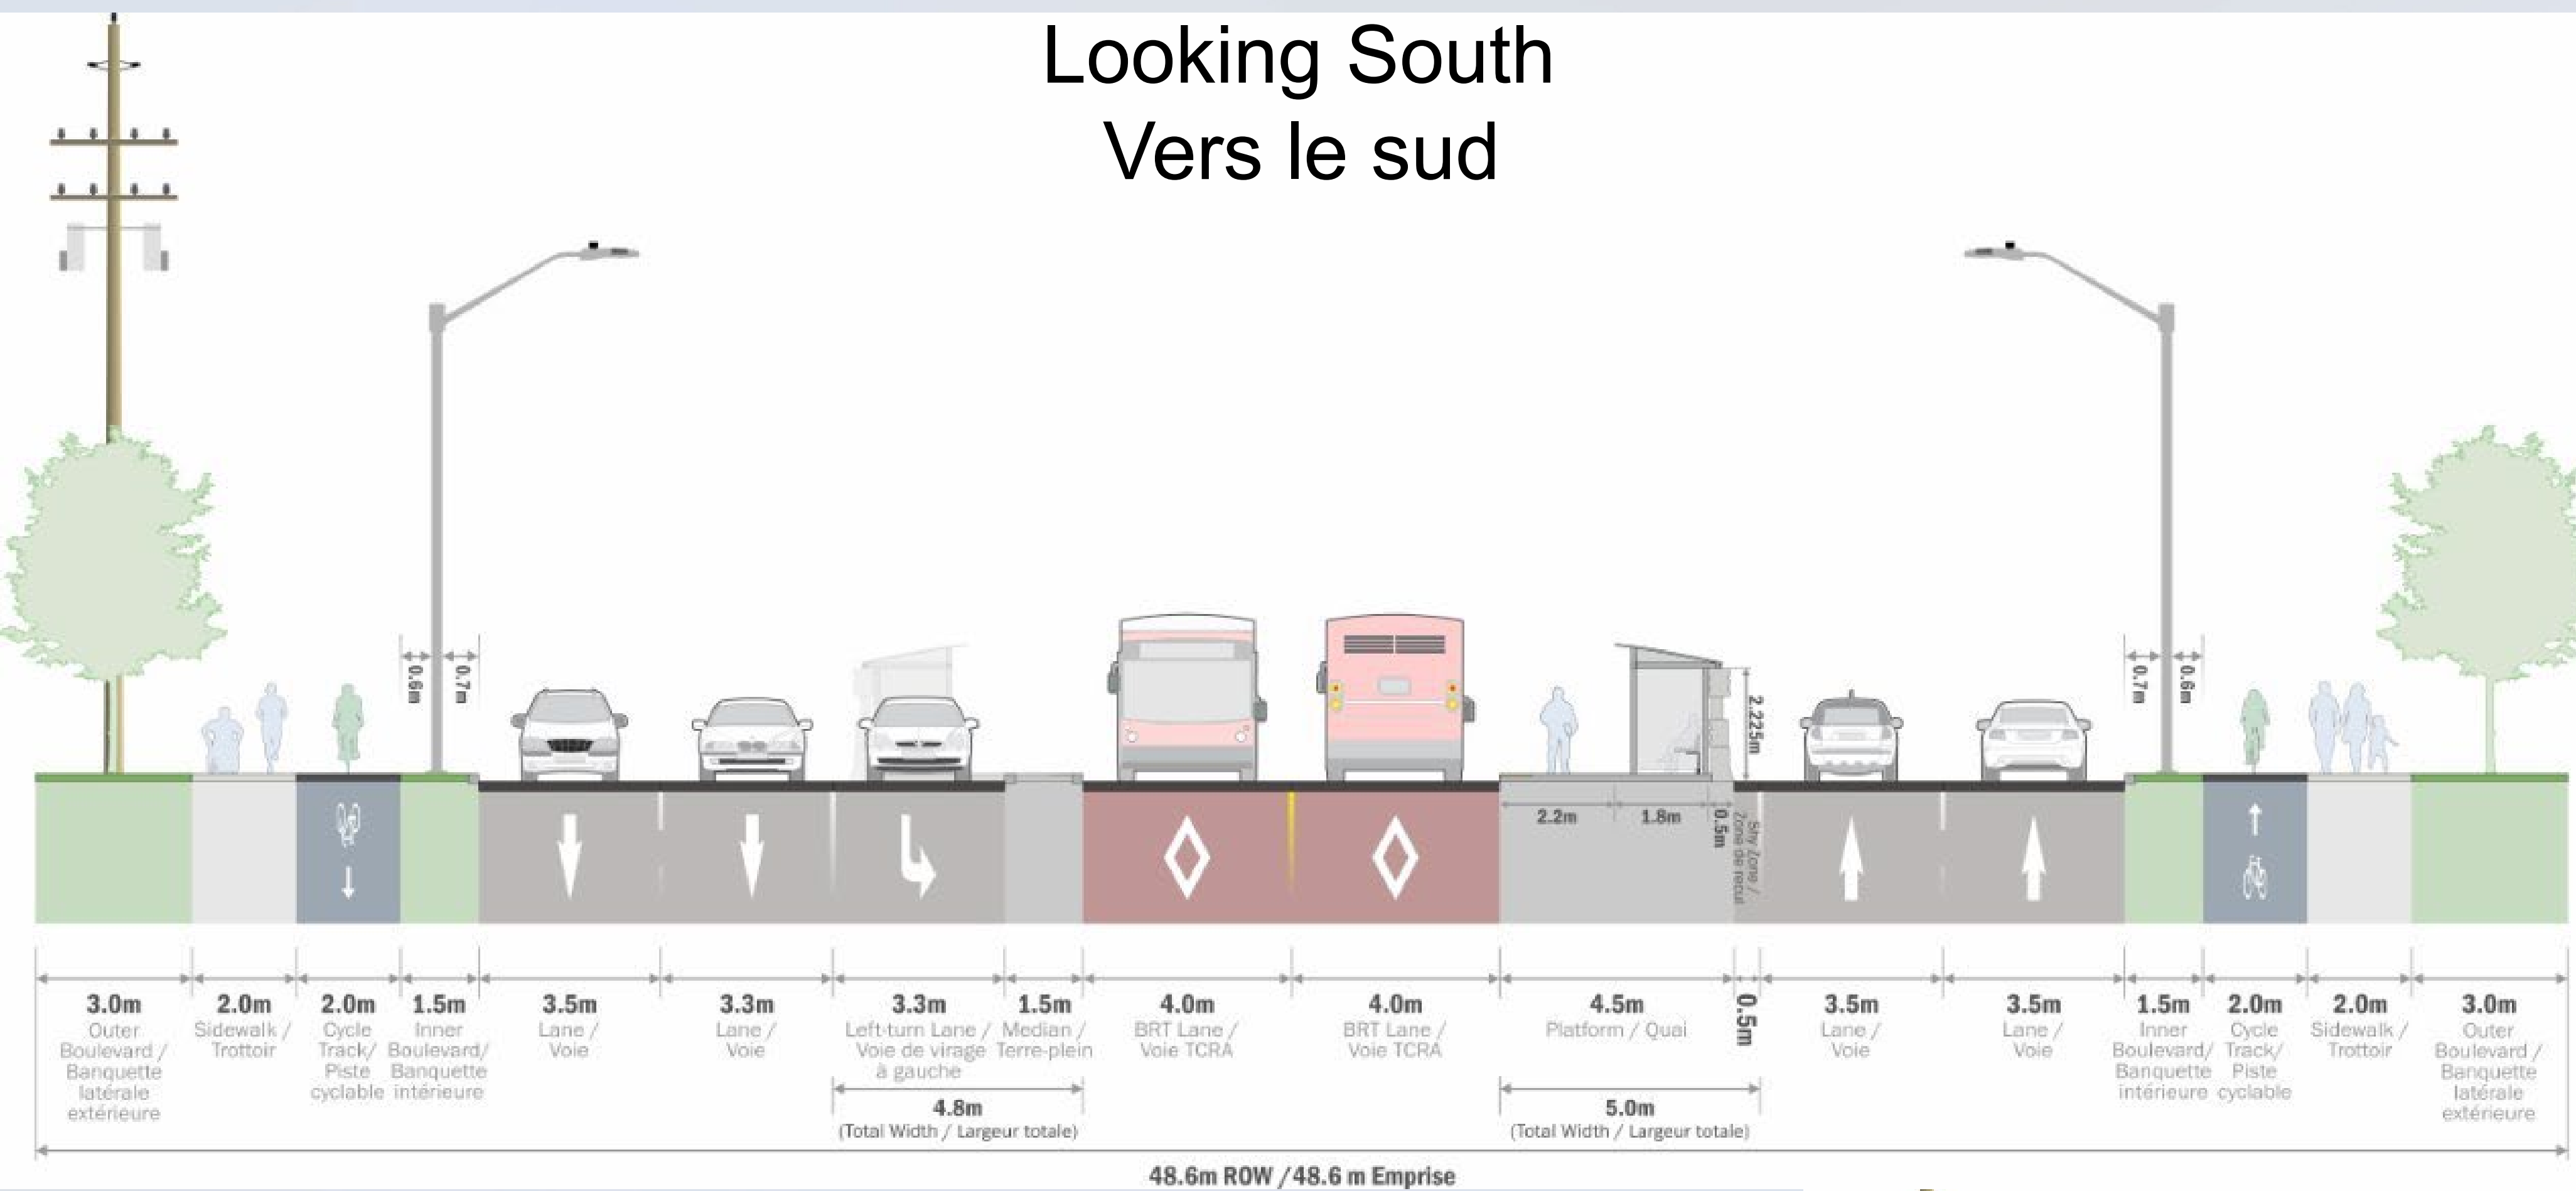 Looking South
Vers le sud
0.6m
0.7m
0.7m
0.6m
2.225m
2.2m
1.8m
0.5m
Shy Zone /
Zone de recul
3.0m
Outer
Boulevard /
Banquette
latérale
extérieure
2.0m
Sidewalk /
Trottoir
2.0m
Cycle
Track/
Piste
cyclable
1.5m
Inner
Boulevard/
Banquette
intérieure
3.5m
Lane /
Voie
3.3m
Lane /
Voie
3.3m
Left-turn Lane /
Voie de virage
à gauche
1.5m
Median /
Terre-plein
4.8m
(Total Width / Largeur totale)
4.0m
BRT Lane /
Voie TCRA
4.0m
BRT Lane /
Voie TCRA
4.5m
Platform / Quai
0.5m
5.0m
(Total Width / Largeur totale)
3.5m
Lane /
Voie
3.5m
Lane /
Voie
1.5m
Inner
Boulevard/
Banquette
intérieure
2.0m
Cycle
Track/
Piste
cyclable
2.0m
Sidewalk /
Trottoir
3.0m
Outer
Boulevard /
Banquette
latérale
extérieure
48.6m ROW /48.6 m Emprise